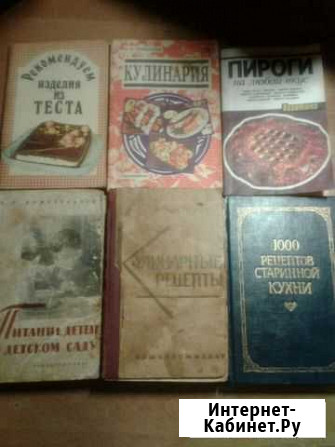 Рекомендуем
изделия из
ТЕСТА
КУЛИНАРИЯ
ПИРОГИ
на любой вкус
Питание детей
в детском саду
Кулинарные
рецепты
1000
РЕЦЕПТОВ
СТАРИННОЙ
КУХНИ
Интернет-
Кабинет.Ру